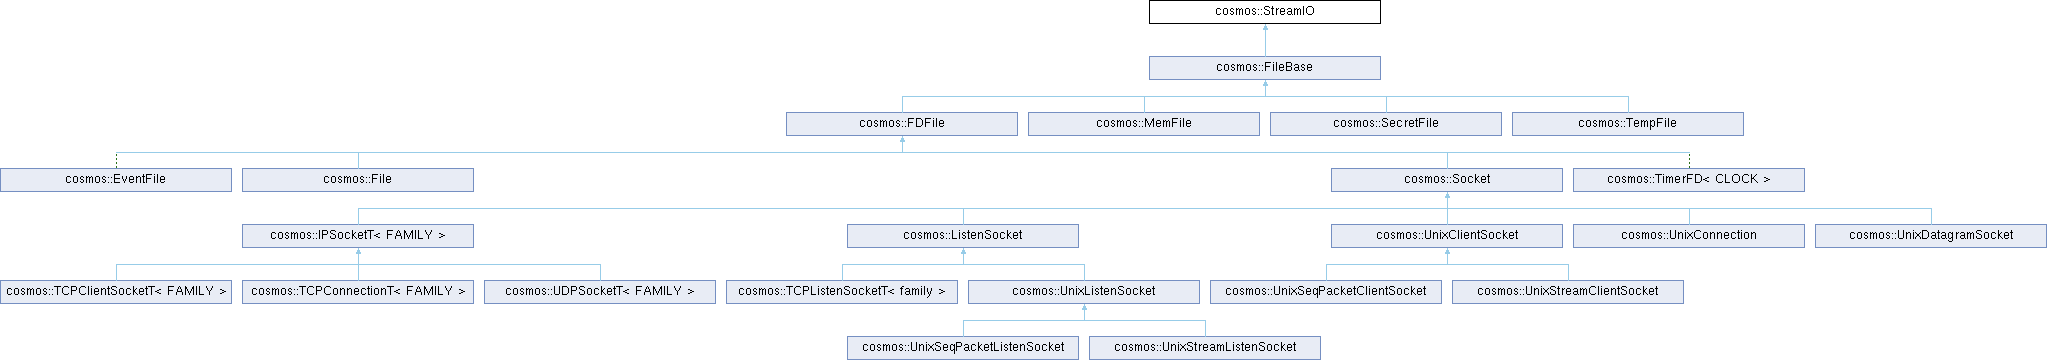 cosmos::StreamIO
cosmos::FileBase
cosmos::FDFile
cosmos::MemFile
cosmos::SecretFile
cosmos::TempFile
cosmos::EventFile
cosmos::File
cosmos::Socket
cosmos::TimerFD< CLOCK >
cosmos::IPSocketT< FAMILY >
cosmos::ListenSocket
cosmos::UnixClientSocket
cosmos::UnixConnection
cosmos::UnixDatagramSocket
cosmos::TCPClientSocketT< FAMILY >
cosmos::TCPConnectionT< FAMILY >
cosmos::UDPSocketT< FAMILY >
cosmos::TCPListenSocketT< family >
cosmos::UnixListenSocket
cosmos::UnixSeqPacketClientSocket
cosmos::UnixStreamClientSocket
cosmos::UnixSeqPacketListenSocket
cosmos::UnixStreamListenSocket